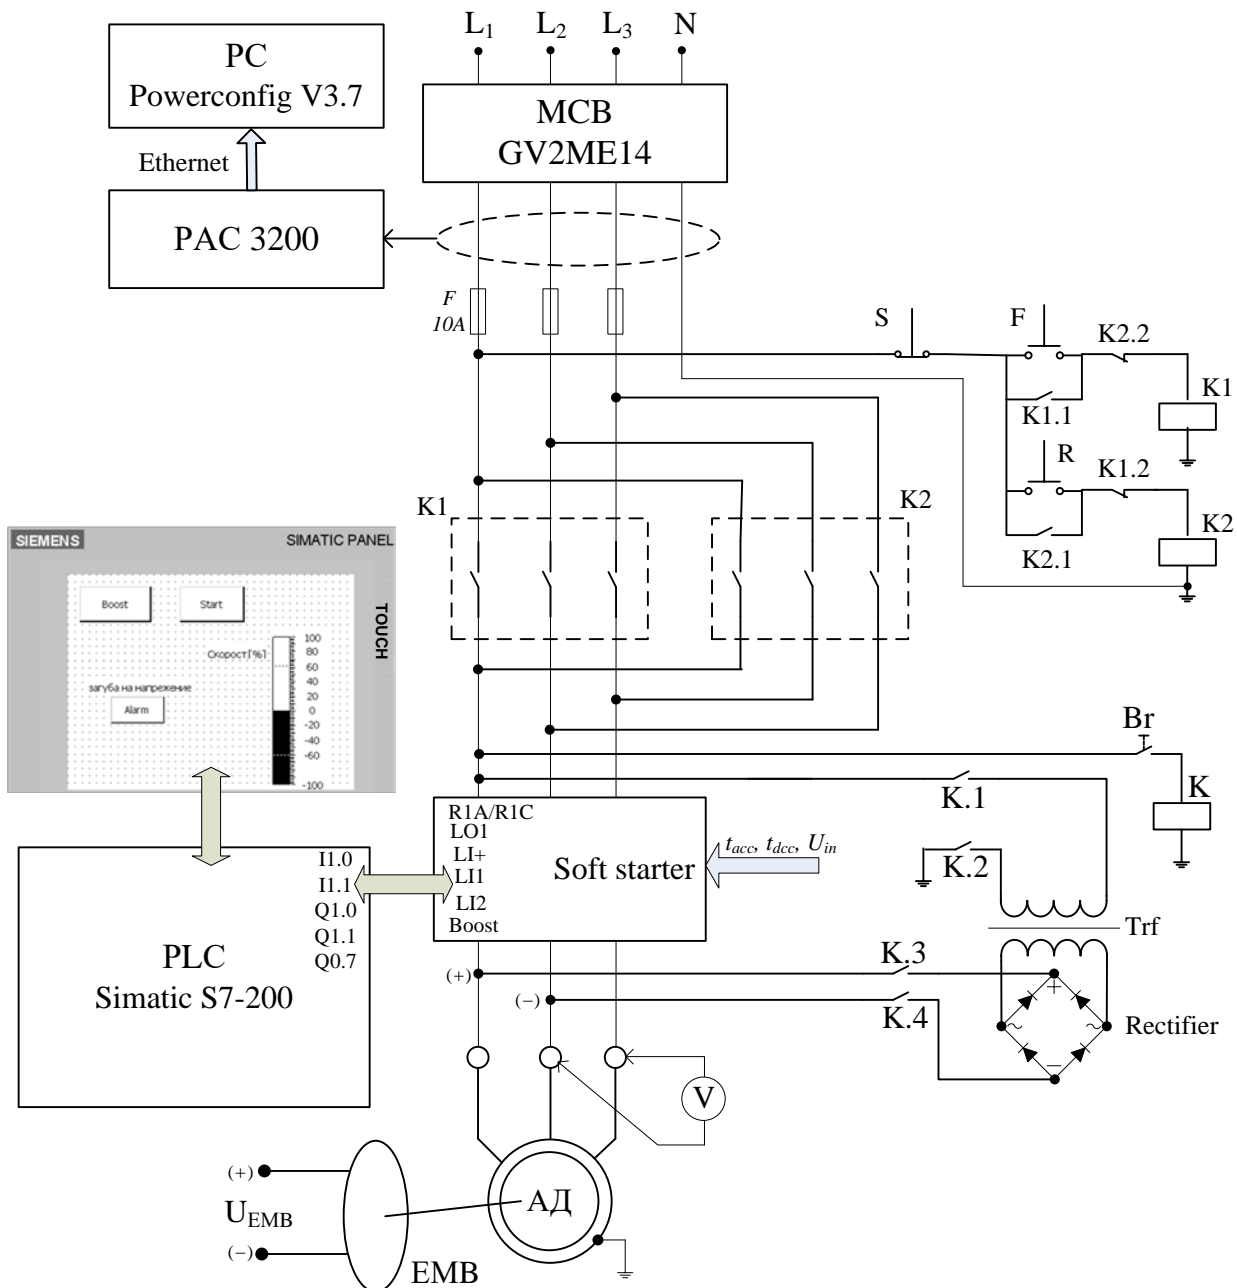 L1 L2 L3 N
PC
Powerconfig V3.7
MCB
GV2ME14
Ethernet
PAC 3200
F
10A
S
F
K2.2
K1
K1.1
R
K1.2
K2
K2.1
K1
K2
SIEMENS
SIMATIC PANEL
TOUCH
Boost
Start
Скорост[%]
100
80
60
40
20
0
-20
-40
-60
-100
загуба на напрежение
Alarm
Br
K
K.1
K.2
Trf
R1A/R1C
LO1
LI+
LI1
LI2
Boost
Soft starter
tacc, tdcc, Uin
I1.0
I1.1
Q1.0
Q1.1
Q0.7
PLC
Simatic S7-200
(+)
(−)
K.3
K.4
+
~ ~
−
Rectifier
V
АД
(+)
UEMB
(−)
EMB